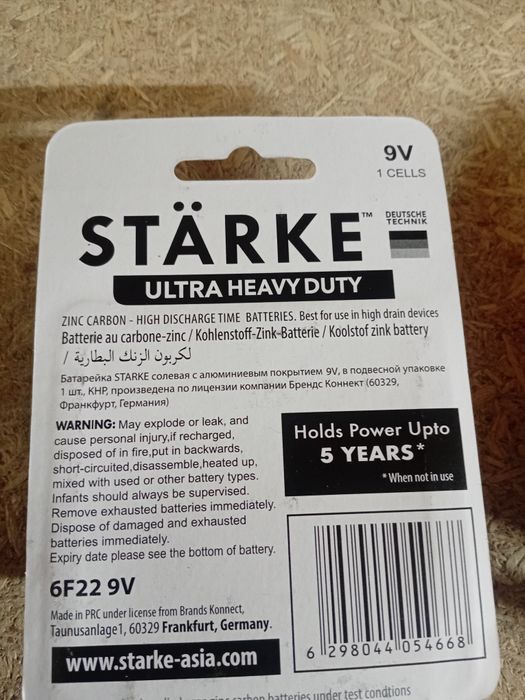 9V
1 CELLS
STÄRKE™
DEUTSCHE
TECHNIK
ULTRA HEAVY DUTY
ZINC CARBON - HIGH DISCHARGE TIME BATTERIES. Best for use in high drain devices
Batterie au carbone-zinc / Kohlenstoff-Zink-Batterie / Koolstof zink battery
/ لكربون الزنك البطارية
Батарейка STARKE солевая с алюминиевым покрытием 9V, в подвесной упаковке
1 шт., КНР, произведена по лицензии компании Брендс Коннект (60329,
Франкфурт, Германия)
WARNING: May explode or leak, and
cause personal injury,if recharged,
disposed of in fire,put in backwards,
short-circuited,disassemble,heated up,
mixed with used or other battery types.
Infants should always be supervised.
Remove exhausted batteries immediately.
Dispose of damaged and exhausted
batteries immediately.
Expiry date please see the bottom of battery.
Holds Power Upto
5 YEARS*
*When not in use
6F22 9V
Made in PRC under license from Brands Konnect,
Taunusanlage1, 60329 Frankfurt, Germany.
www.starke-asia.com
6 298044 054668
zinc carbon batteries under test condtions